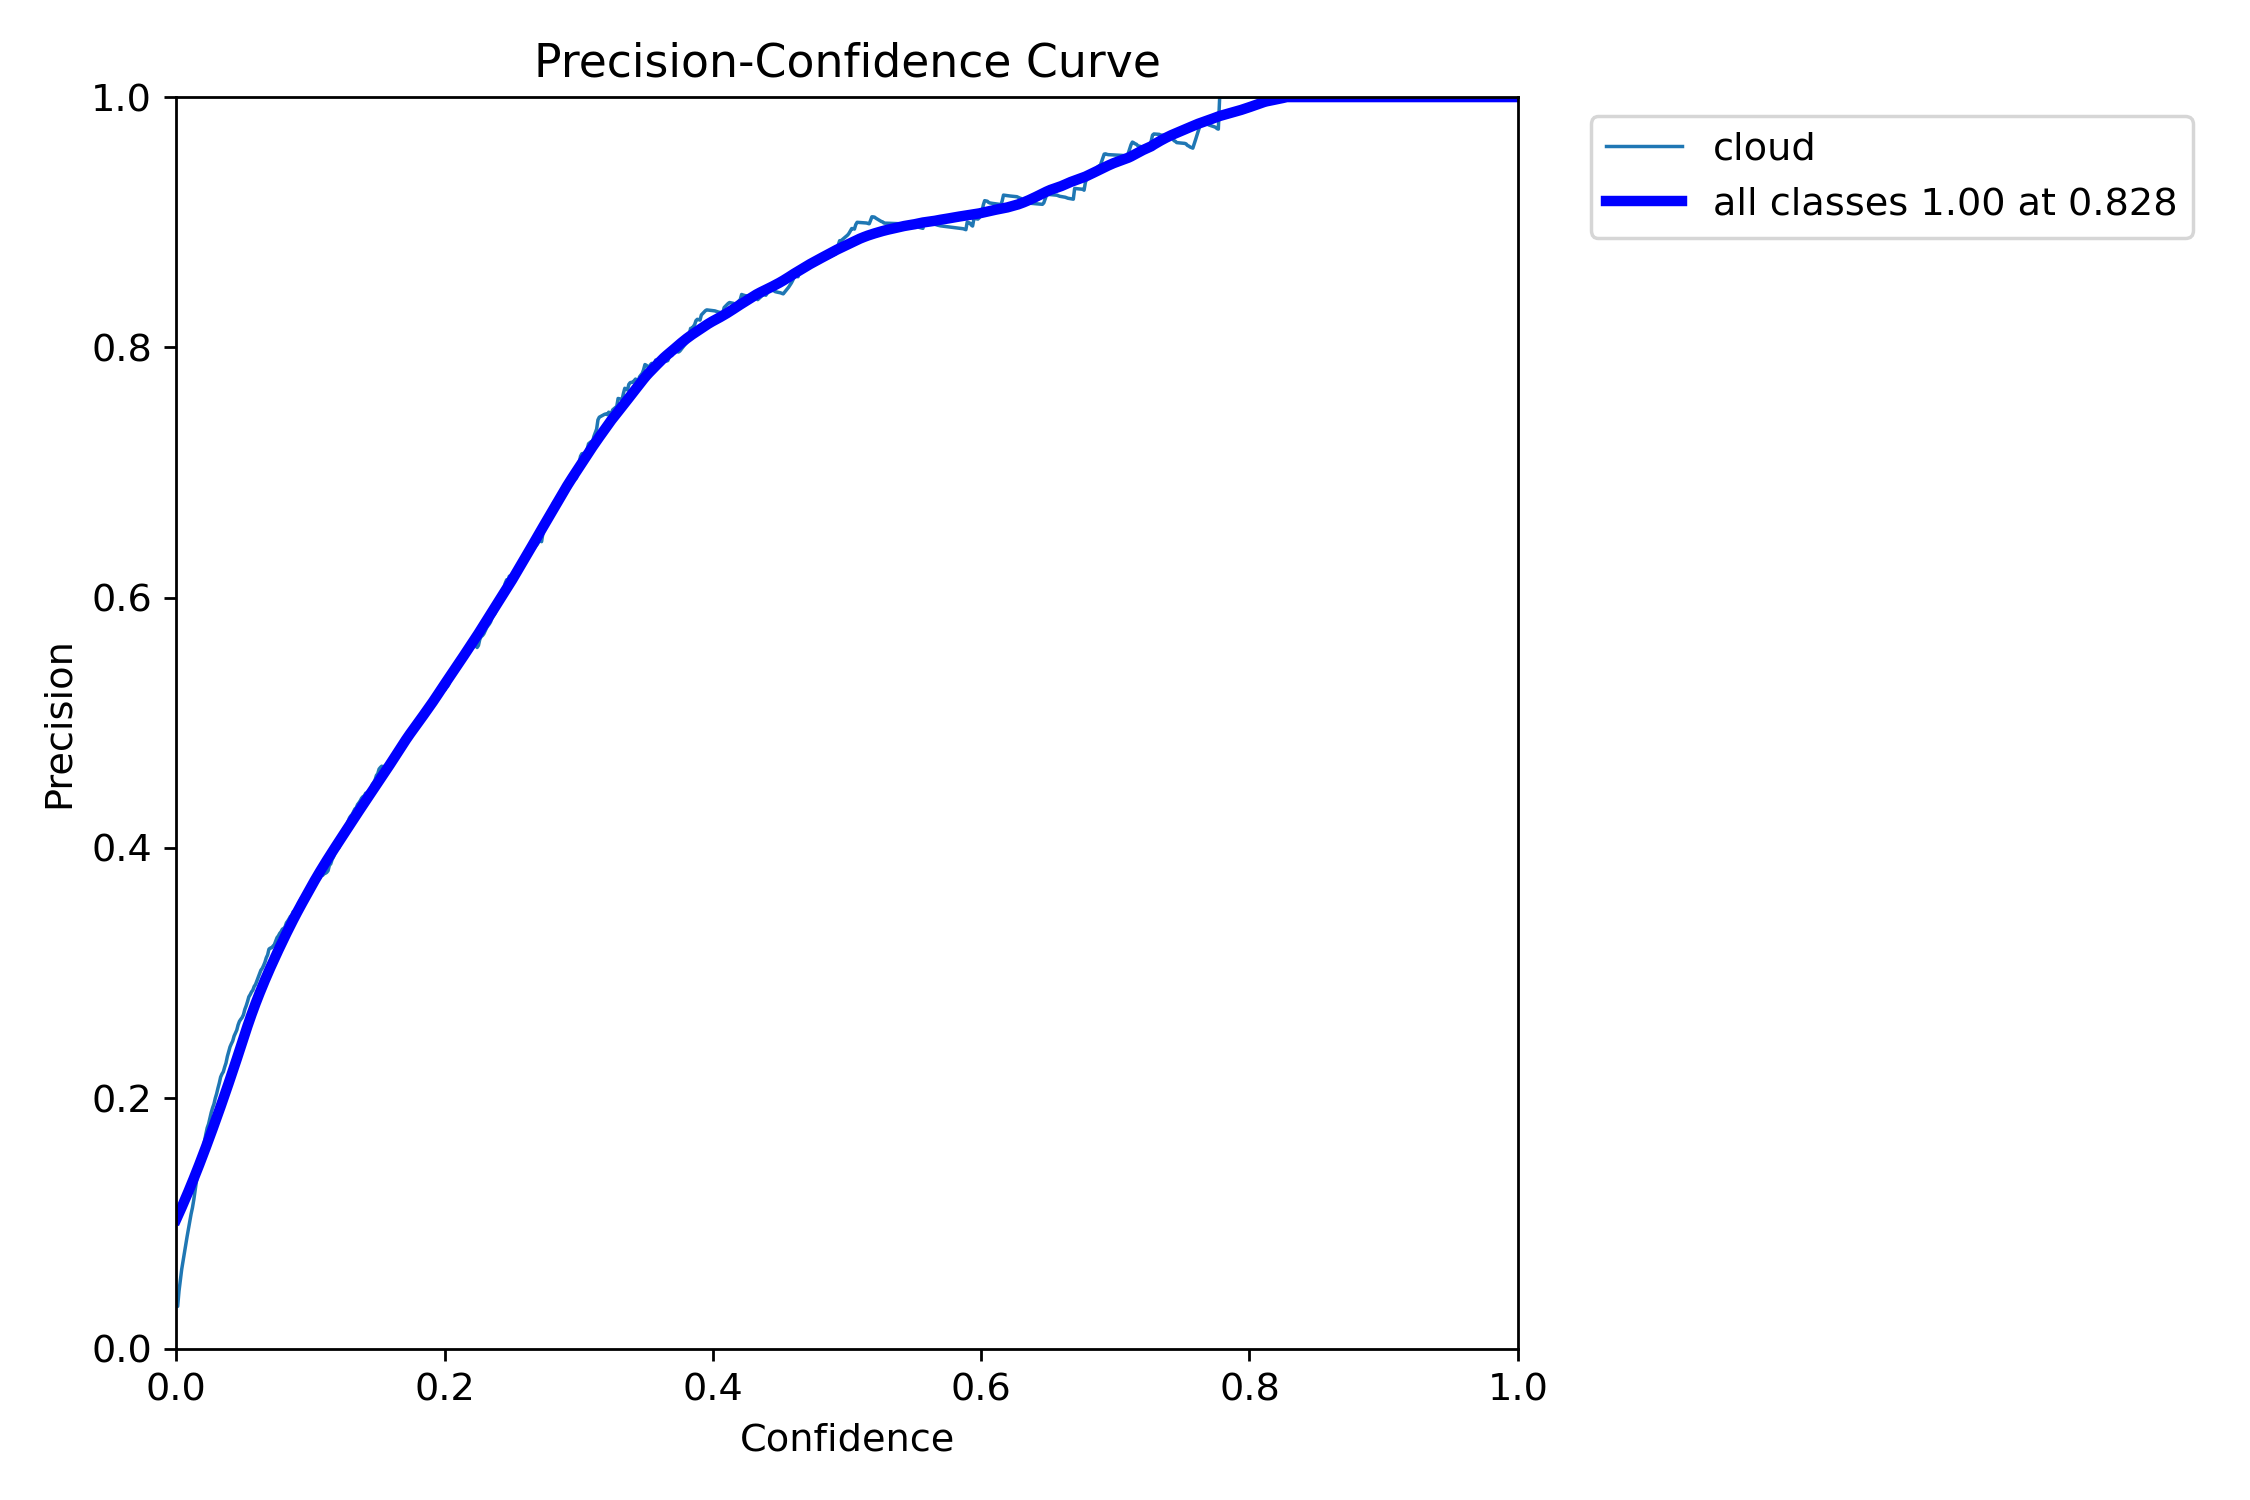 Precision-Confidence Curve
1.0
0.8
0.6
0.4
0.2
0.0
Precision
0.0 0.2 0.4 0.6 0.8 1.0
Confidence
cloud
all classes 1.00 at 0.828